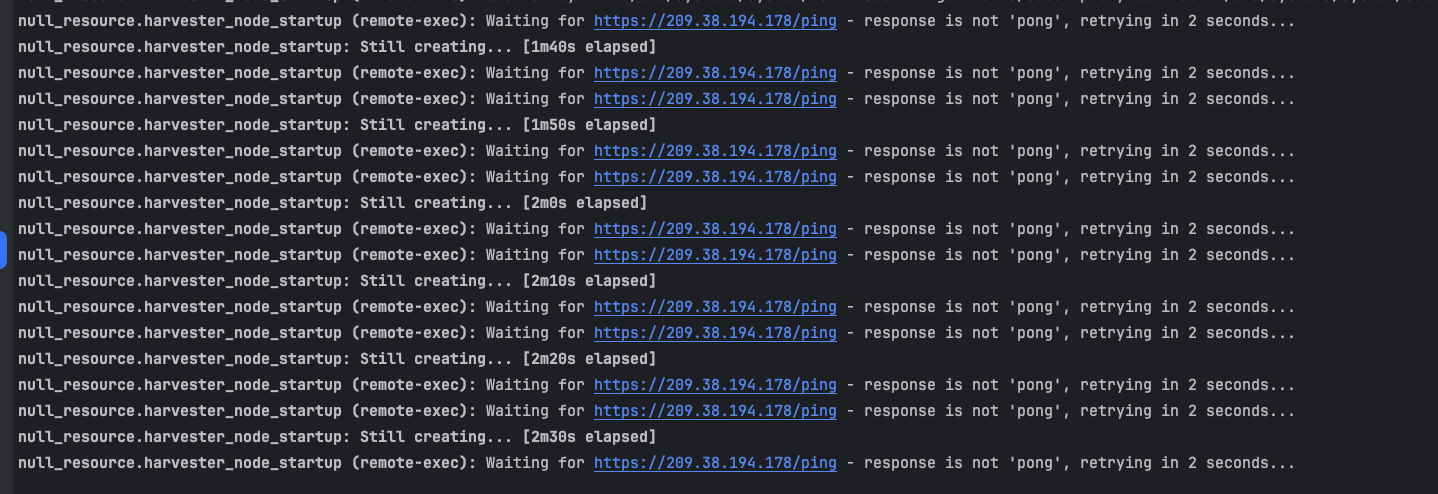 null_resource.harvester_node_startup (remote-exec): Waiting for https://209.38.194.178/ping - response is not 'pong', retrying in 2 seconds...
null_resource.harvester_node_startup: Still creating... [1m40s elapsed]
null_resource.harvester_node_startup (remote-exec): Waiting for https://209.38.194.178/ping - response is not 'pong', retrying in 2 seconds...
null_resource.harvester_node_startup (remote-exec): Waiting for https://209.38.194.178/ping - response is not 'pong', retrying in 2 seconds...
null_resource.harvester_node_startup: Still creating... [1m50s elapsed]
null_resource.harvester_node_startup (remote-exec): Waiting for https://209.38.194.178/ping - response is not 'pong', retrying in 2 seconds...
null_resource.harvester_node_startup (remote-exec): Waiting for https://209.38.194.178/ping - response is not 'pong', retrying in 2 seconds...
null_resource.harvester_node_startup: Still creating... [2m0s elapsed]
null_resource.harvester_node_startup (remote-exec): Waiting for https://209.38.194.178/ping - response is not 'pong', retrying in 2 seconds...
null_resource.harvester_node_startup (remote-exec): Waiting for https://209.38.194.178/ping - response is not 'pong', retrying in 2 seconds...
null_resource.harvester_node_startup: Still creating... [2m10s elapsed]
null_resource.harvester_node_startup (remote-exec): Waiting for https://209.38.194.178/ping - response is not 'pong', retrying in 2 seconds...
null_resource.harvester_node_startup (remote-exec): Waiting for https://209.38.194.178/ping - response is not 'pong', retrying in 2 seconds...
null_resource.harvester_node_startup: Still creating... [2m20s elapsed]
null_resource.harvester_node_startup (remote-exec): Waiting for https://209.38.194.178/ping - response is not 'pong', retrying in 2 seconds...
null_resource.harvester_node_startup (remote-exec): Waiting for https://209.38.194.178/ping - response is not 'pong', retrying in 2 seconds...
null_resource.harvester_node_startup: Still creating... [2m30s elapsed]
null_resource.harvester_node_startup (remote-exec): Waiting for https://209.38.194.178/ping - response is not 'pong', retrying in 2 seconds...